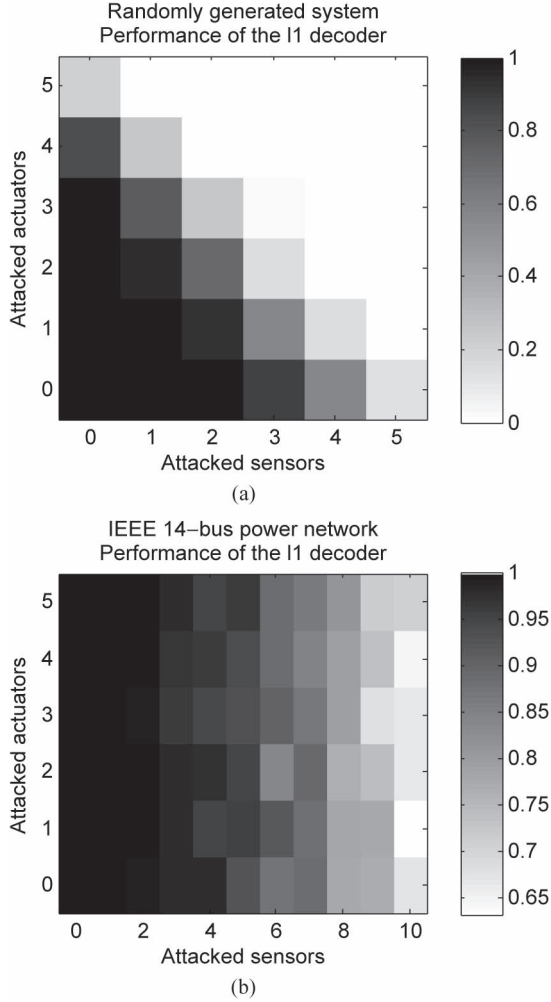 Randomly generated system
Performance of the l1 decoder
5
4
3
2
1
0
Attacked actuators
0 1 2 3 4 5
Attacked sensors
1
0.8
0.6
0.4
0.2
0
(a)
IEEE 14−bus power network
Performance of the l1 decoder
5
4
3
2
1
0
Attacked actuators
0 2 4 6 8 10
Attacked sensors
1
0.95
0.9
0.85
0.8
0.75
0.7
0.65
(b)